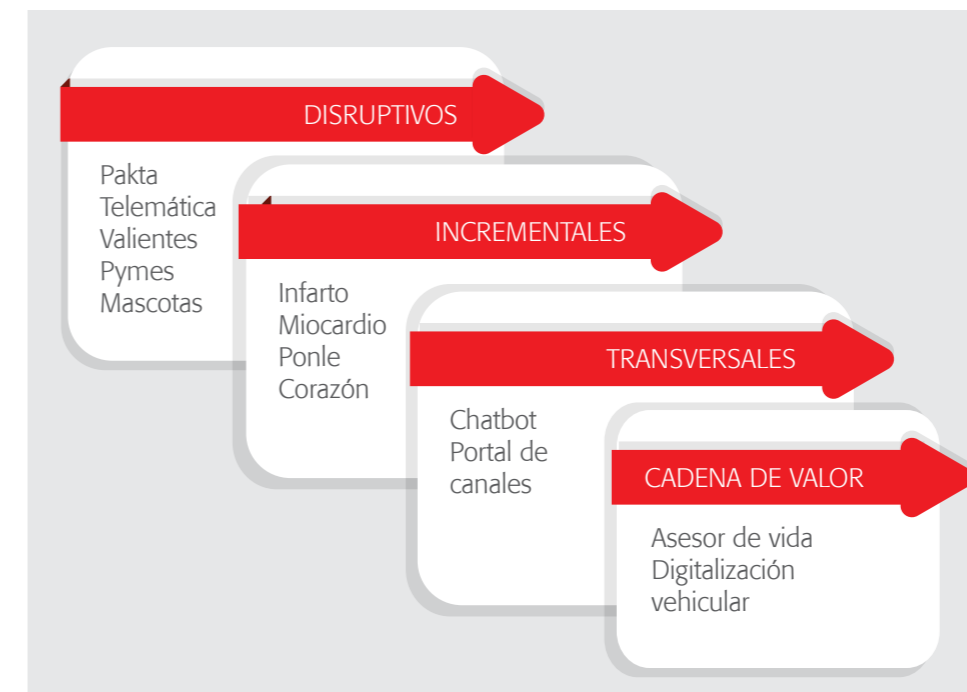 DISRUPTIVOS
Pakta
Telemática
Valientes
Pymes
Mascotas
INCREMENTALES
Infarto
Miocardio
Ponle
Corazón
TRANSVERSALES
Chatbot
Portal de
canales
CADENA DE VALOR
Asesor de vida
Digitalización
vehicular